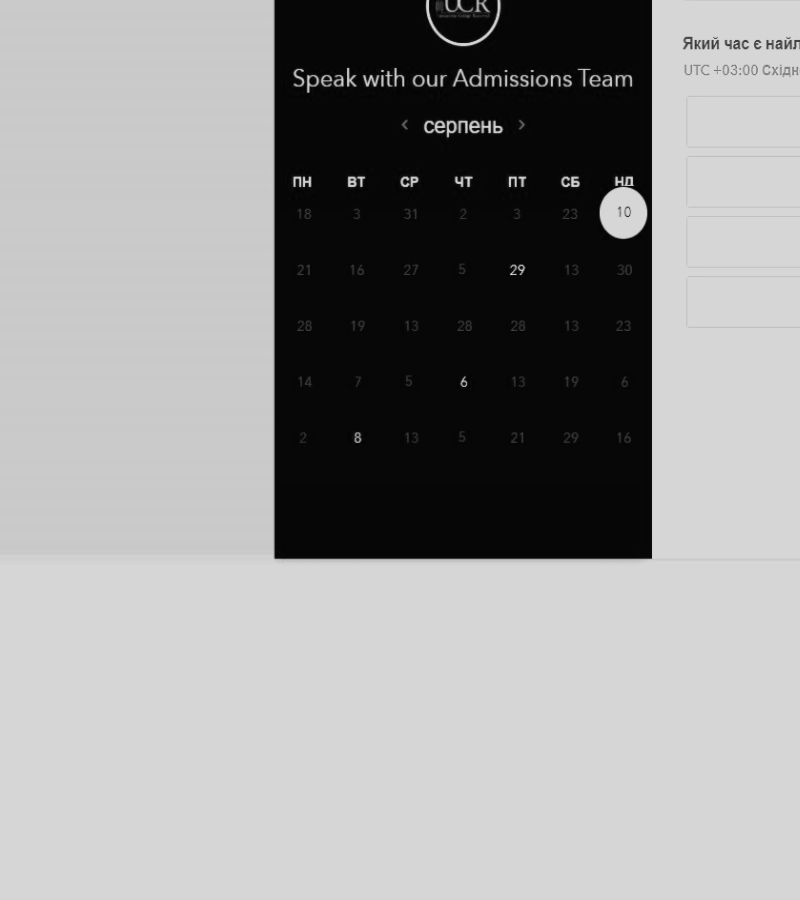 UCR
Speak with our Admissions Team
‹ серпень ›
ПН ВТ СР ЧТ ПТ СБ НД
18 3 31 2 3 23 10
21 16 27 5 29 13 30
28 19 13 28 28 13 23
14 7 5 6 13 19 6
2 8 13 5 21 29 16
Який час є найл
UTC +03:00 Східн